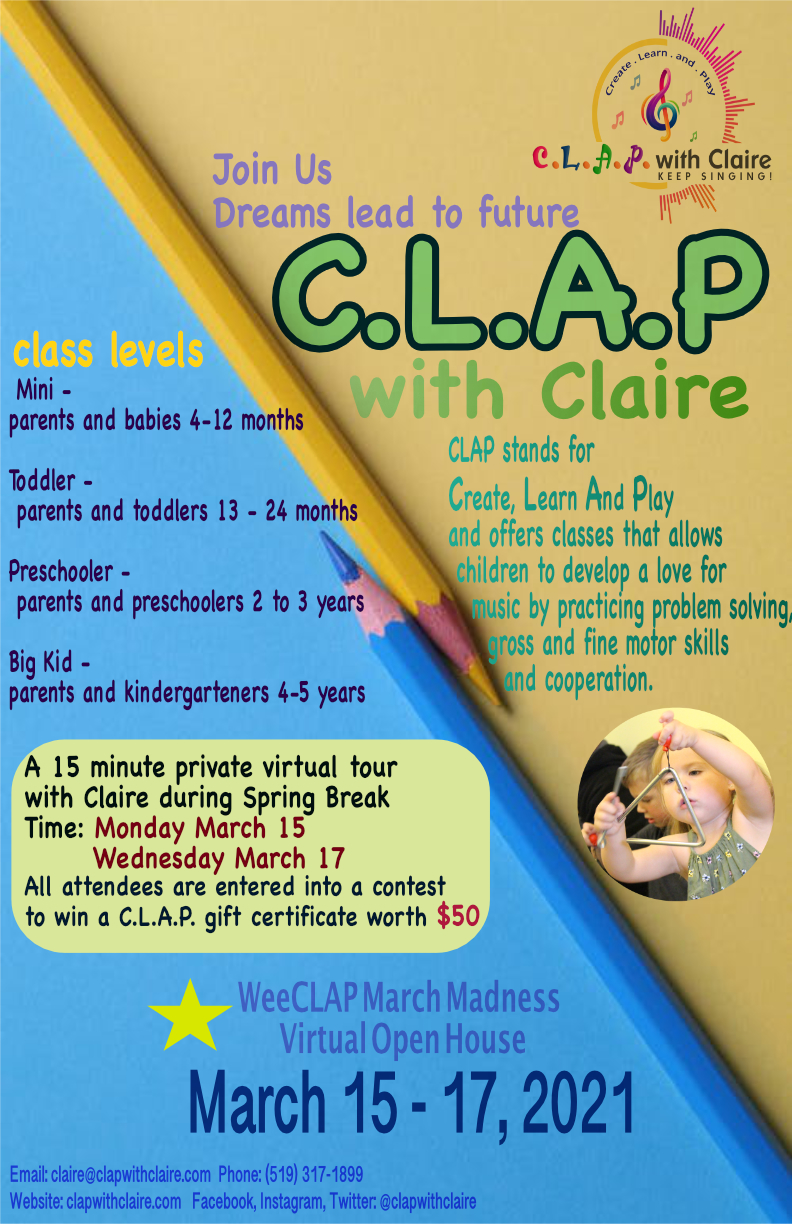 Create . Learn . and . Play
C.L.A.P. with Claire
KEEP SINGING!
Join Us
Dreams lead to future
C.L.A.P
with Claire
class levels
Mini -
parents and babies 4-12 months
Toddler -
parents and toddlers 13 - 24 months
Preschooler -
parents and preschoolers 2 to 3 years
Big Kid -
parents and kindergarteners 4-5 years
CLAP stands for
Create, Learn And Play
and offers classes that allows
children to develop a love for
music by practicing problem solving,
gross and fine motor skills
and cooperation.
A 15 minute private virtual tour
with Claire during Spring Break
Time: Monday March 15
Wednesday March 17
All attendees are entered into a contest
to win a C.L.A.P. gift certificate worth $50
WeeCLAP March Madness
Virtual Open House
March 15 - 17, 2021
Email: claire@clapwithclaire.com Phone: (519) 317-1899
Website: clapwithclaire.com Facebook, Instagram, Twitter: @clapwithclaire